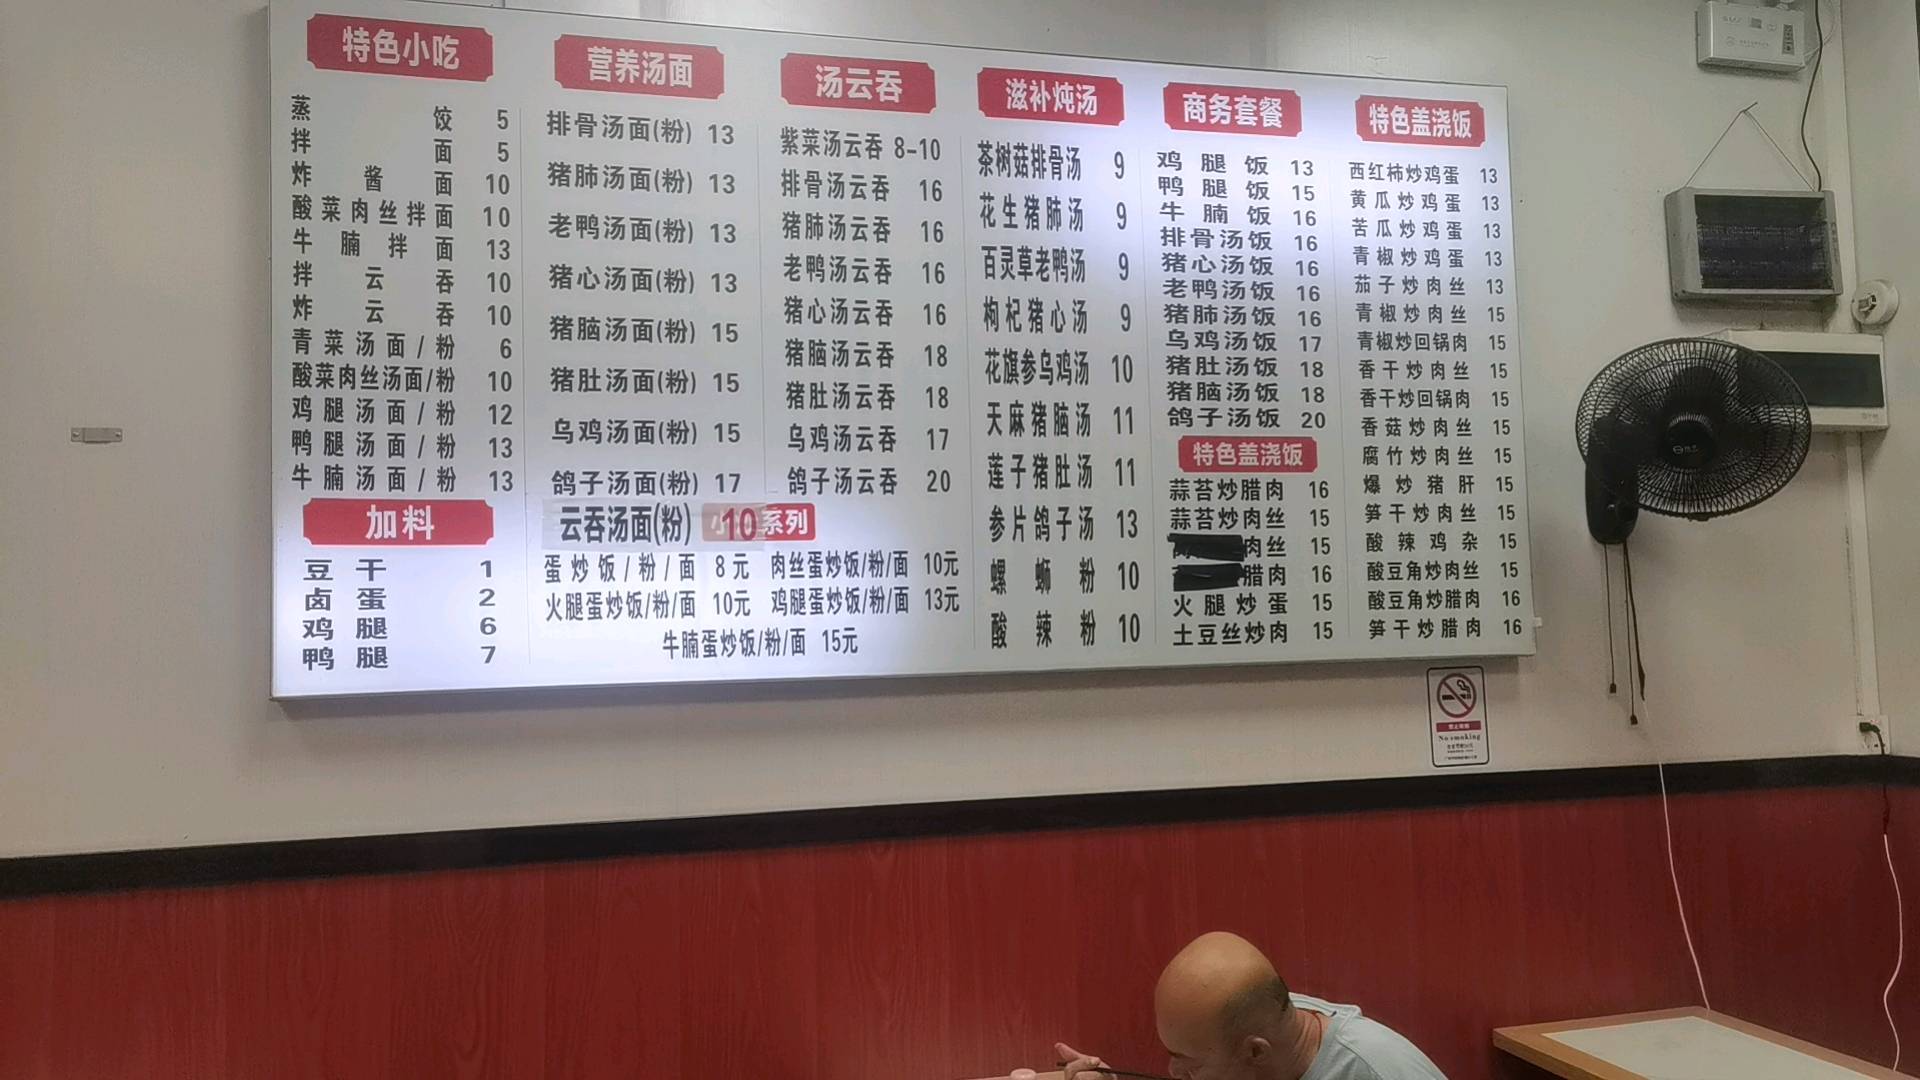 特色小吃
蒸饺 5
拌面 5
炸酱面 10
酸菜肉丝拌面 10
牛腩拌面 13
拌云吞 10
炸云吞 10
青菜汤面/粉 6
酸菜肉丝汤面/粉 10
鸡腿汤面/粉 12
鸭腿汤面/粉 13
牛腩汤面/粉 13
加料
豆干 1
卤蛋 2
鸡腿 6
鸭腿 7
营养汤面
排骨汤面(粉) 13
猪肺汤面(粉) 13
老鸭汤面(粉) 13
猪心汤面(粉) 13
猪脑汤面(粉) 15
猪肚汤面(粉) 15
乌鸡汤面(粉) 15
鸽子汤面(粉) 17
云吞汤面(粉) 10
汤云吞
紫菜汤云吞 8-10
排骨汤云吞 16
猪肺汤云吞 16
老鸭汤云吞 16
猪心汤云吞 16
猪脑汤云吞 18
猪肚汤云吞 18
乌鸡汤云吞 17
鸽子汤云吞 20
系列
蛋炒饭/粉/面 8元 肉丝蛋炒饭/粉/面 10元
火腿蛋炒饭/粉/面 10元 鸡腿蛋炒饭/粉/面 13元
牛腩蛋炒饭/粉/面 15元
滋补炖汤
茶树菇排骨汤 9
花生猪肺汤 9
百灵草老鸭汤 9
枸杞猪心汤 9
花旗参乌鸡汤 10
天麻猪脑汤 11
莲子猪肚汤 11
参片鸽子汤 13
螺蛳粉 10
酸辣粉 10
商务套餐
鸡腿饭 13
鸭腿饭 15
牛腩饭 16
排骨汤饭 16
猪心汤饭 16
老鸭汤饭 16
猪肺汤饭 16
乌鸡汤饭 17
猪肚汤饭 18
猪脑汤饭 18
鸽子汤饭 20
特色盖浇饭
蒜苔炒腊肉 16
蒜苔炒肉丝 15
肉丝 15
腊肉 16
火腿炒蛋 15
土豆丝炒肉 15
特色盖浇饭
西红柿炒鸡蛋 13
黄瓜炒鸡蛋 13
苦瓜炒鸡蛋 13
青椒炒鸡蛋 13
茄子炒肉丝 13
青椒炒肉丝 15
青椒炒回锅肉 15
香干炒肉丝 15
香干炒回锅肉 15
香菇炒肉丝 15
腐竹炒肉丝 15
爆炒猪肝 15
笋干炒肉丝 15
酸辣鸡杂 15
酸豆角炒肉丝 15
酸豆角炒腊肉 16
笋干炒腊肉 16
No smoking